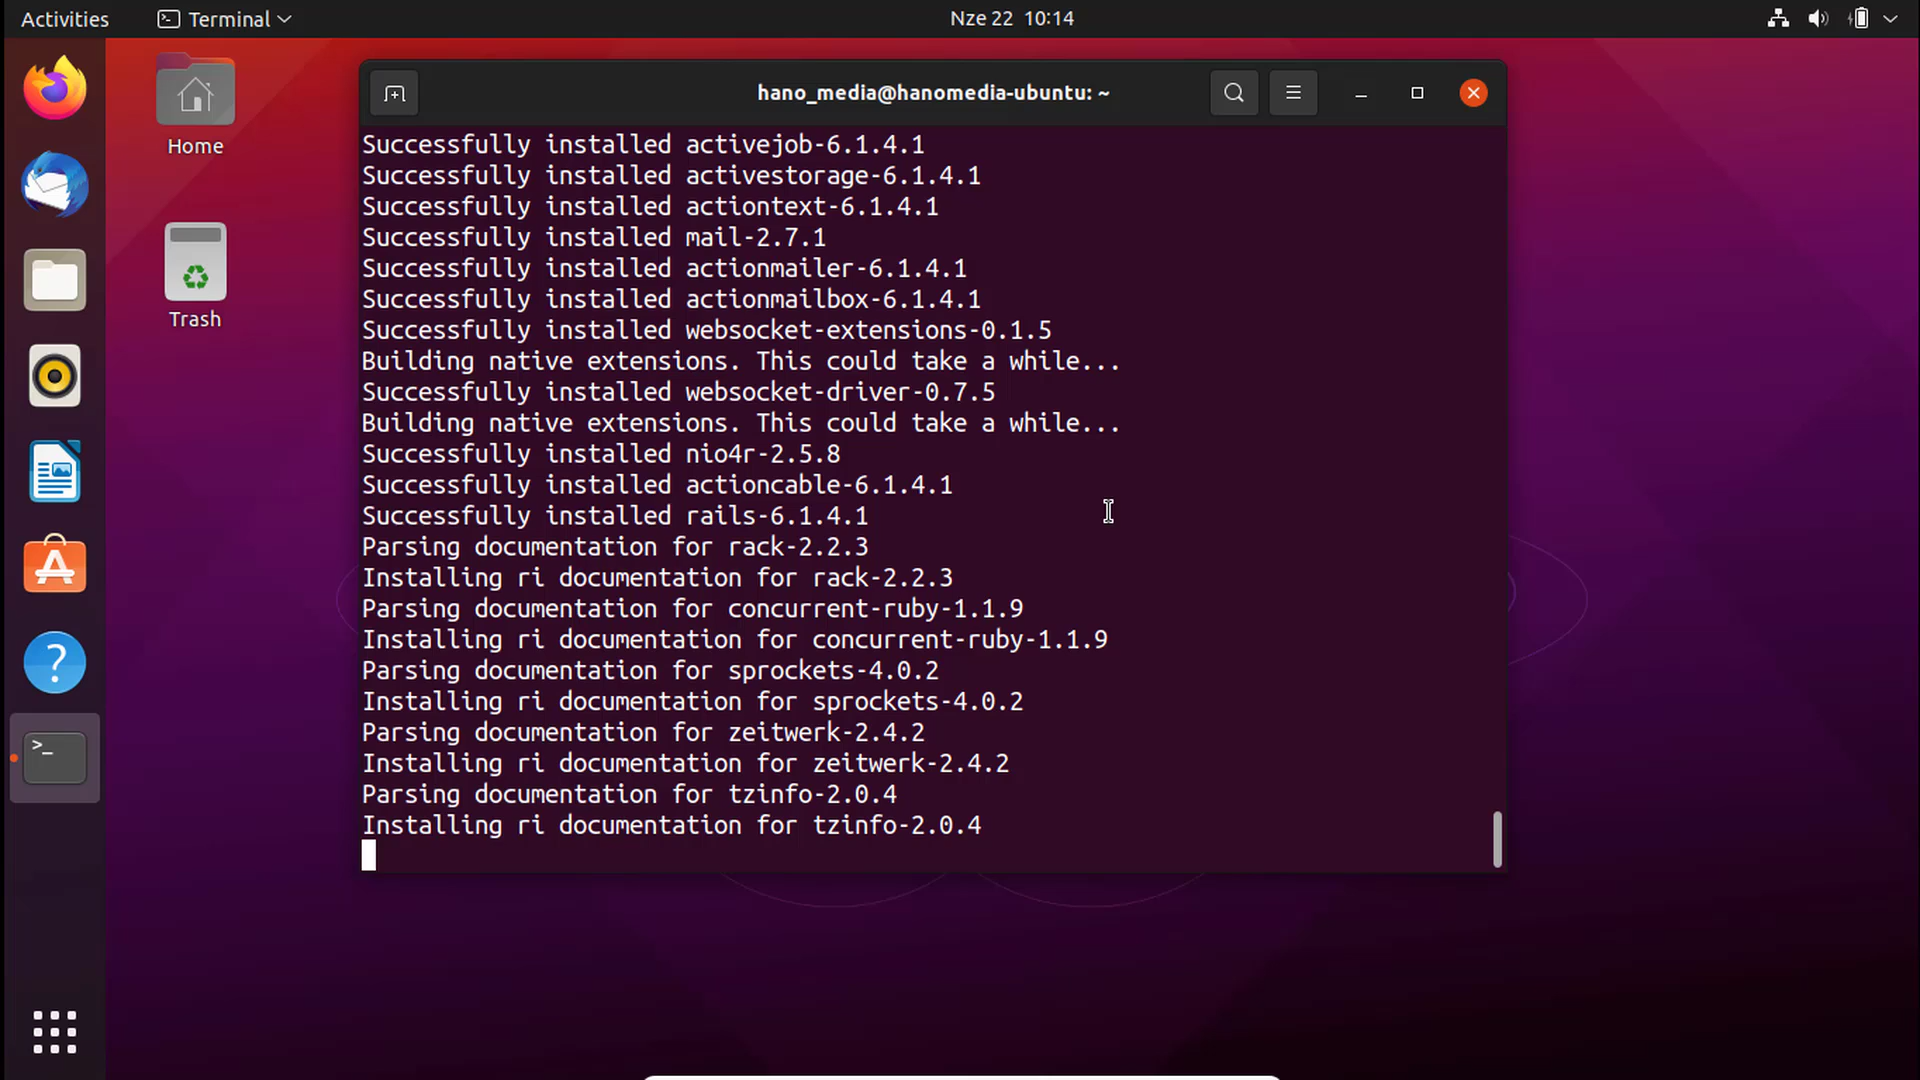 Activities
Terminal
Nze 22 10:14
Home
Trash
hano_media@hanomedia-ubuntu: ~
Successfully installed activejob-6.1.4.1
Successfully installed activestorage-6.1.4.1
Successfully installed actiontext-6.1.4.1
Successfully installed mail-2.7.1
Successfully installed actionmailer-6.1.4.1
Successfully installed actionmailbox-6.1.4.1
Successfully installed websocket-extensions-0.1.5
Building native extensions. This could take a while...
Successfully installed websocket-driver-0.7.5
Building native extensions. This could take a while...
Successfully installed nio4r-2.5.8
Successfully installed actioncable-6.1.4.1
Successfully installed rails-6.1.4.1
Parsing documentation for rack-2.2.3
Installing ri documentation for rack-2.2.3
Parsing documentation for concurrent-ruby-1.1.9
Installing ri documentation for concurrent-ruby-1.1.9
Parsing documentation for sprockets-4.0.2
Installing ri documentation for sprockets-4.0.2
Parsing documentation for zeitwerk-2.4.2
Installing ri documentation for zeitwerk-2.4.2
Parsing documentation for tzinfo-2.0.4
Installing ri documentation for tzinfo-2.0.4